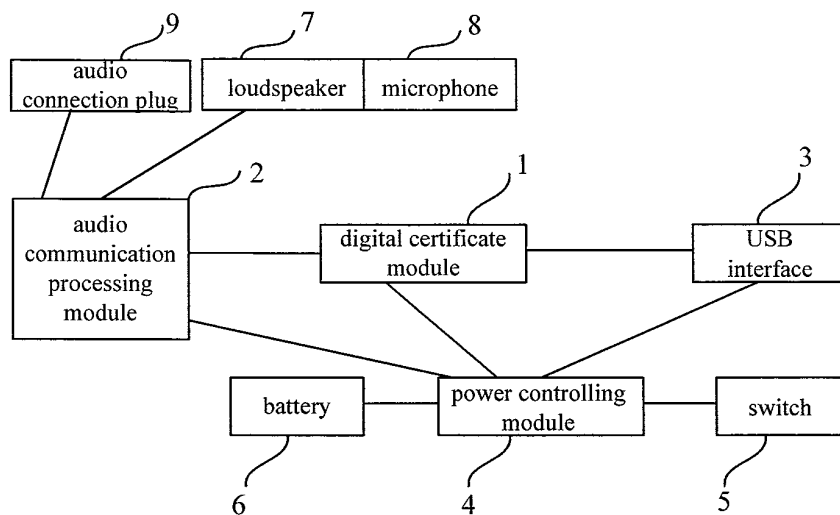 9
7
8
audio
connection plug
loudspeaker
microphone
2
1
3
audio
communication
processing
module
digital certificate
module
USB
interface
battery
power controlling
module
switch
6
4
5